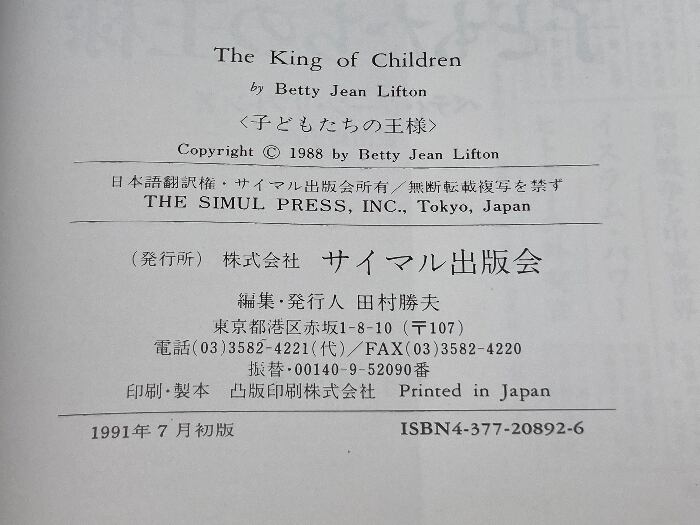 The King of Children
by Betty Jean Lifton
〈子どもたちの王様〉
Copyright © 1988 by Betty Jean Lifton
日本語翻訳権・サイマル出版会所有／無断転載複写を禁ず
THE SIMUL PRESS, INC., Tokyo, Japan
(発行所) 株式会社 サイマル出版会
編集・発行人 田村勝夫
東京都港区赤坂1-8-10 (〒107)
電話(03)3582-4221(代)／FAX(03)3582-4220
振替・00140-9-52090番
印刷・製本 凸版印刷株式会社 Printed in Japan
1991年7月初版 ISBN4-377-20892-6